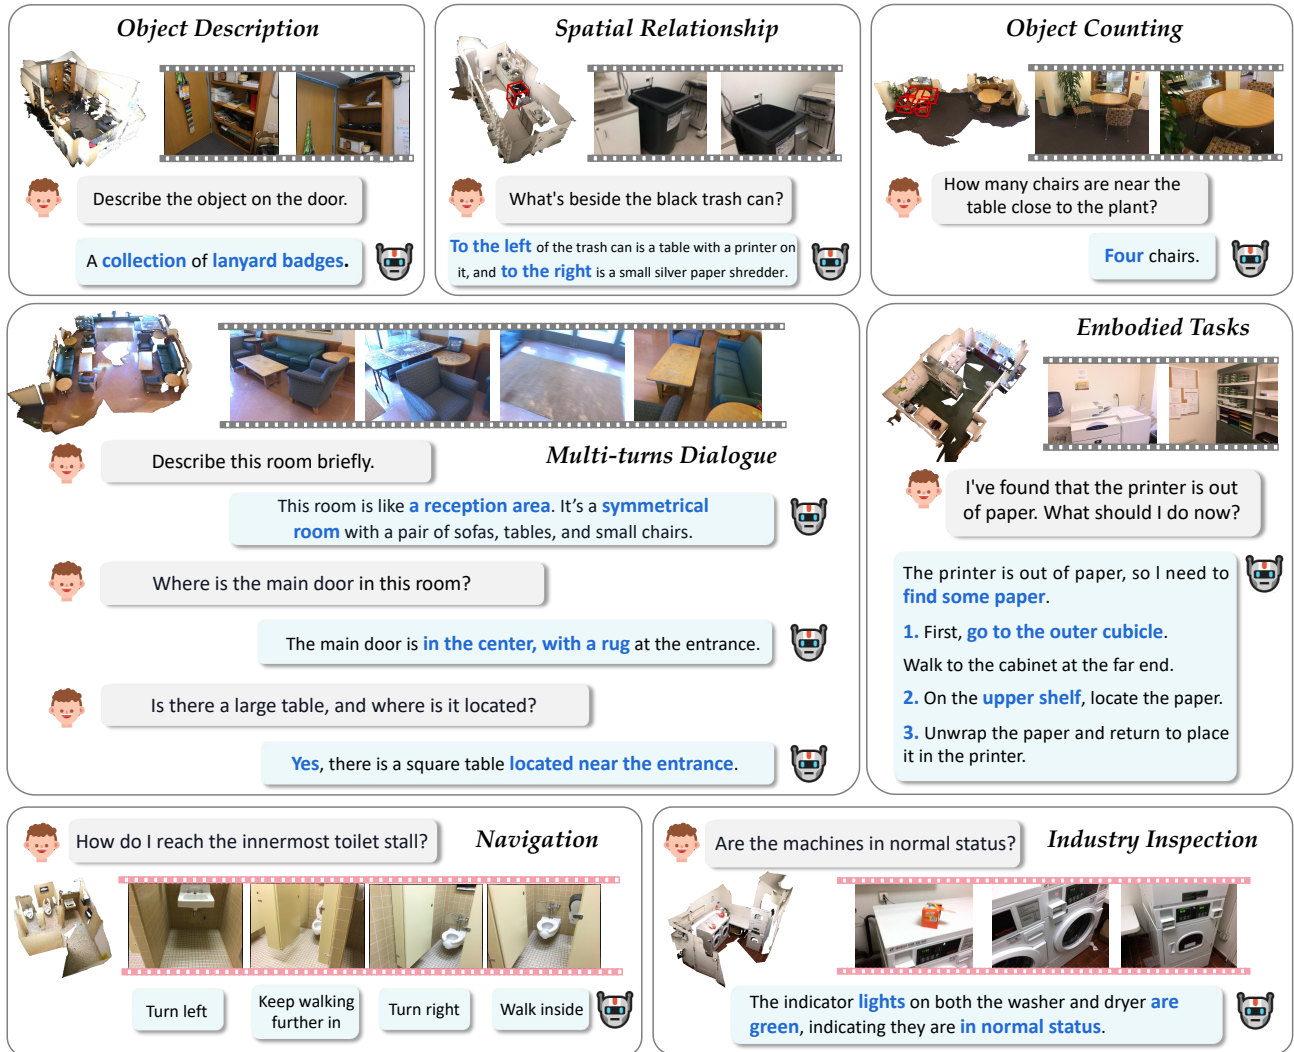 Object Description
Describe the object on the door.
A collection of lanyard badges.
Spatial Relationship
What's beside the black trash can?
To the left of the trash can is a table with a printer on
it, and to the right is a small silver paper shredder.
Object Counting
How many chairs are near the
table close to the plant?
Four chairs.
Multi-turns Dialogue
Describe this room briefly.
This room is like a reception area. It’s a symmetrical
room with a pair of sofas, tables, and small chairs.
Where is the main door in this room?
The main door is in the center, with a rug at the entrance.
Is there a large table, and where is it located?
Yes, there is a square table located near the entrance.
Embodied Tasks
I've found that the printer is out
of paper. What should I do now?
The printer is out of paper, so I need to
find some paper.
1. First, go to the outer cubicle.
Walk to the cabinet at the far end.
2. On the upper shelf, locate the paper.
3. Unwrap the paper and return to place
it in the printer.
How do I reach the innermost toilet stall?
Navigation
Turn left
Keep walking
further in
Turn right
Walk inside
Are the machines in normal status?
Industry Inspection
The indicator lights on both the washer and dryer are
green, indicating they are in normal status.